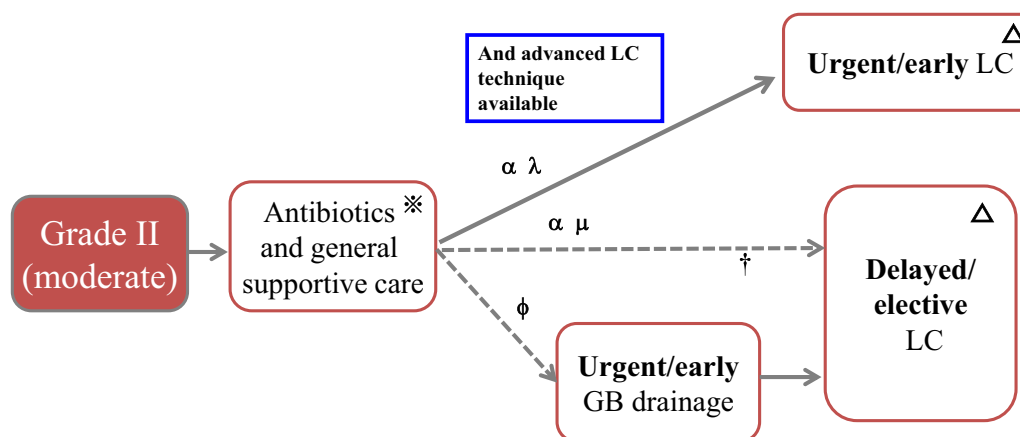 And advanced LC
technique
available
△
Urgent/early LC
α λ
Grade II
(moderate)
Antibiotics ※
and general
supportive care
α μ
†
△
Delayed/
elective
LC
ϕ
Urgent/early
GB drainage